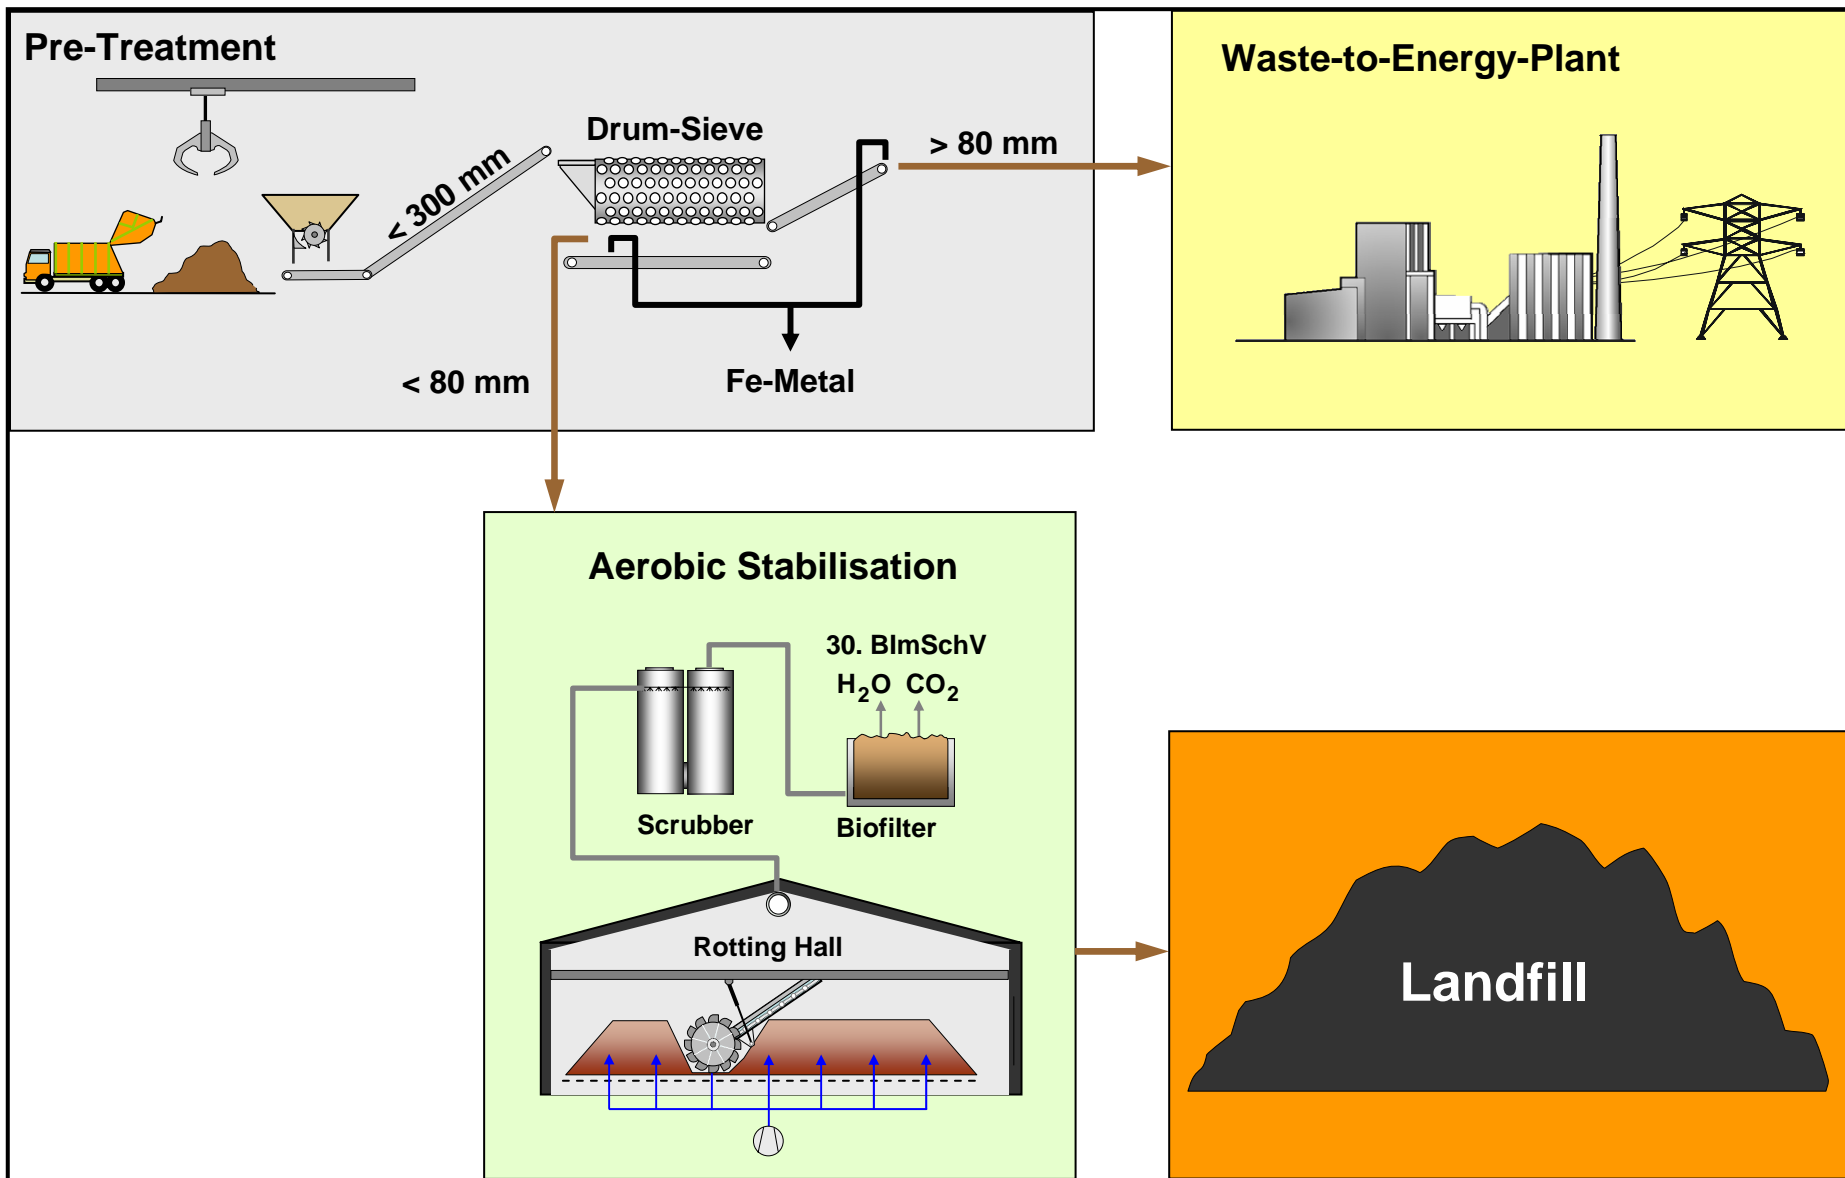 Pre-Treatment
Waste-to-Energy-Plant
Drum-Sieve
> 80 mm
< 300 mm
< 80 mm
Fe-Metal
Aerobic Stabilisation
30. BImSchV
H₂O CO₂
Scrubber
Biofilter
Rotting Hall
Landfill